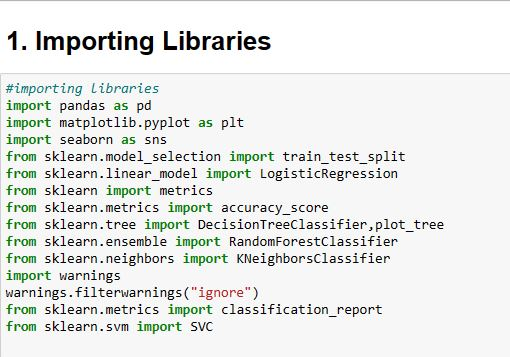 1. Importing Libraries
#importing Libraries
import pandas as pd
import matplotlib.pyplot as plt
import seaborn as sns
from sklearn.model_selection import train_test_split
from sklearn.linear_model import LogisticRegression
from sklearn import metrics
from sklearn.metrics import accuracy_score
from sklearn.tree import DecisionTreeClassifier,plot_tree
from sklearn.ensemble import RandomForestClassifier
from sklearn.neighbors import KNeighborsClassifier
import warnings
warnings.filterwarnings("ignore")
from sklearn.metrics import classification_report
from sklearn.svm import SVC